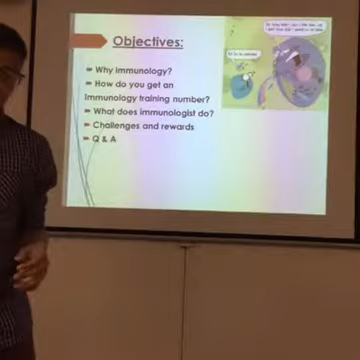 Objectives:
Why immunology?
How do you get an
immunology training number?
What does immunologist do?
Challenges and rewards
Q & A